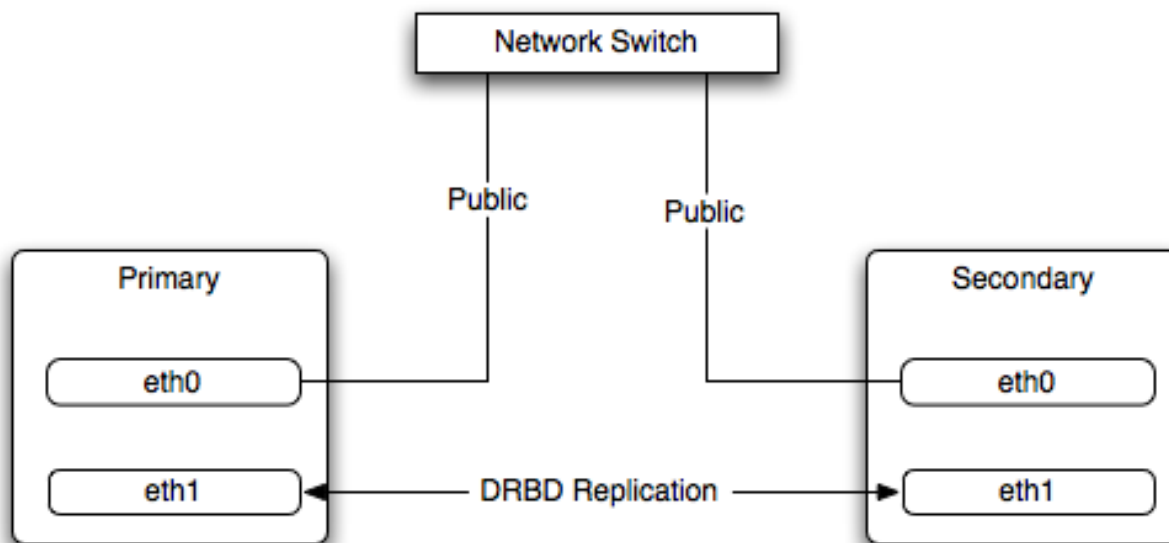 Network Switch
Public
Public
Primary
Secondary
eth0
eth0
eth1
DRBD Replication
eth1